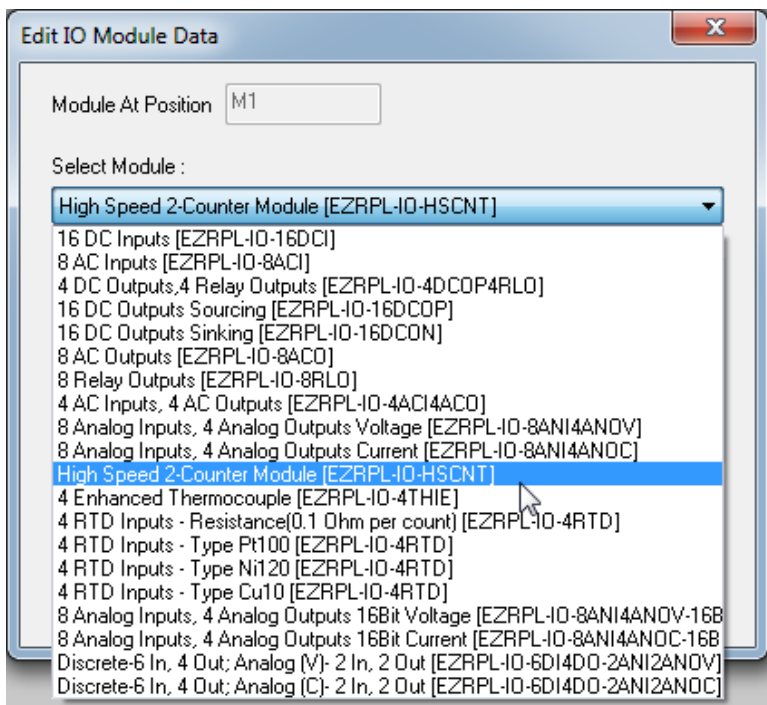 Edit IO Module Data
Module At Position M1
Select Module :
High Speed 2-Counter Module [EZRPL-IO-HSCNT]
16 DC Inputs [EZRPL-IO-16DCI]
8 AC Inputs [EZRPL-IO-8ACI]
4 DC Outputs,4 Relay Outputs [EZRPL-IO-4DCOP4RLO]
16 DC Outputs Sourcing [EZRPL-IO-16DCOP]
16 DC Outputs Sinking [EZRPL-IO-16DCON]
8 AC Outputs [EZRPL-IO-8ACO]
8 Relay Outputs [EZRPL-IO-8RLO]
4 AC Inputs, 4 AC Outputs [EZRPL-IO-4ACI4ACO]
8 Analog Inputs, 4 Analog Outputs Voltage [EZRPL-IO-8ANI4ANOV]
8 Analog Inputs, 4 Analog Outputs Current [EZRPL-IO-8ANI4ANOC]
High Speed 2-Counter Module [EZRPL-IO-HSCNT]
4 Enhanced Thermocouple [EZRPL-IO-4THIE]
4 RTD Inputs - Resistance(0.1 Ohm per count) [EZRPL-IO-4RTD]
4 RTD Inputs - Type Pt100 [EZRPL-IO-4RTD]
4 RTD Inputs - Type Ni120 [EZRPL-IO-4RTD]
4 RTD Inputs - Type Cu10 [EZRPL-IO-4RTD]
8 Analog Inputs, 4 Analog Outputs 16Bit Voltage [EZRPL-IO-8ANI4ANOV-16B
8 Analog Inputs, 4 Analog Outputs 16Bit Current [EZRPL-IO-8ANI4ANOC-16B
Discrete-6 In, 4 Out; Analog (V)- 2 In, 2 Out [EZRPL-IO-6DI4DO-2ANI2ANOV]
Discrete-6 In, 4 Out; Analog (C)- 2 In, 2 Out [EZRPL-IO-6DI4DO-2ANI2ANOC]